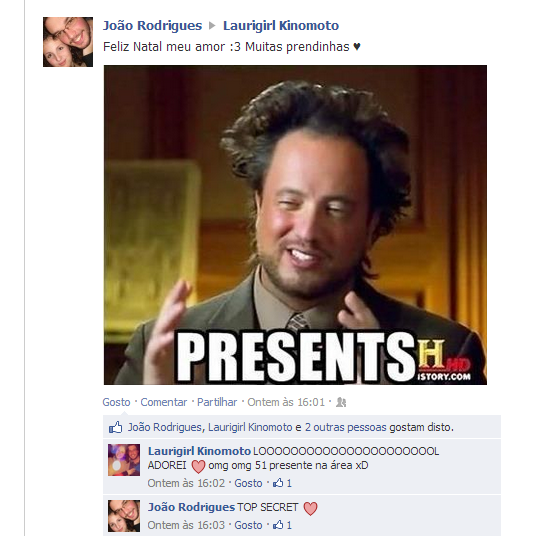 João Rodrigues ▶ Laurigirl Kinomoto
Feliz Natal meu amor :3 Muitas prendinhas ♥
PRESENTS
H HD
ISTORY.COM
Gosto · Comentar · Partilhar · Ontem às 16:01 ·
João Rodrigues, Laurigirl Kinomoto e 2 outras pessoas gostam disto.
Laurigirl Kinomoto LOOOOOOOOOOOOOOOOOOOOOOL
ADOREI ❤ omg omg 51 presente na área xD
Ontem às 16:02 · Gosto · 1
João Rodrigues TOP SECRET ❤
Ontem às 16:03 · Gosto · 1